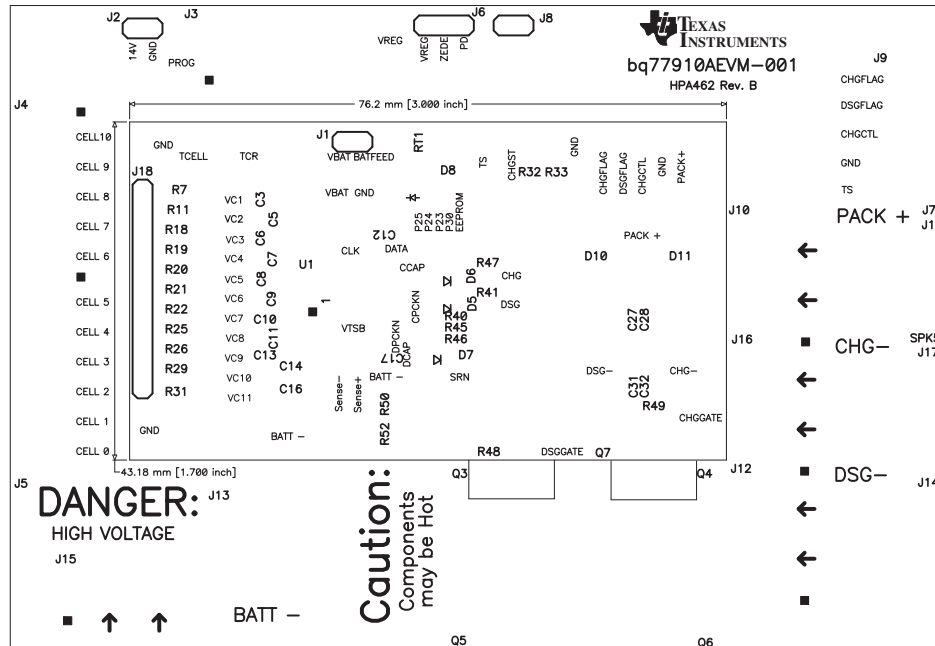 J2
J3
J6
J8
14V
GND
PROG
VREG
VREG
ZEDE
PD
TEXAS
INSTRUMENTS
bq77910AEVM-001
HPA462 Rev. B
J9
CHGFLAG
DSGFLAG
CHGCTL
GND
TS
J4
76.2 mm [3.000 inch]
CELL10
CELL 9
CELL 8
CELL 7
CELL 6
CELL 5
CELL 4
CELL 3
CELL 2
CELL 1
CELL 0
J5
GND
TCELL
TCR
J1
VBAT BATFEED
RT1
D8
TS
CHGST
R32 R33
GND
CHGFLAG
DSGFLAG
CHGCTL
GND
PACK+
J18
R7
R11
R18
R19
R20
R21
R22
R25
R26
R29
R31
VC1
VC2
VC3
VC4
VC5
VC6
VC7
VC8
VC9
VC10
VC11
C3
C5
C6
C7
C8
C9
C10
C11
C13
C14
C16
VBAT GND
P25
P24
P23
P30
EEPROM
C12
CLK
DATA
U1
CCAP
1
CPCKN
VTSB
DPCKN
DCAP
C17
R47
D6
CHG
R41
D5
DSG
R40
R45
R46
D7
SRN
BATT -
Sense-
Sense+
R50
R52
GND
BATT -
PACK +
D10
D11
C27
C28
DSG-
CHG-
C31
C32
R49
CHGGATE
R48
DSGGATE
Q7
J10
J16
J12
PACK +
J7
J1
CHG-
SPK5
J17
DSG-
J14
43.18 mm [1.700 inch]
Q3
Q4
DANGER:
HIGH VOLTAGE
J13
J15
Caution:
Components
may be Hot
BATT -
Q5
Q6